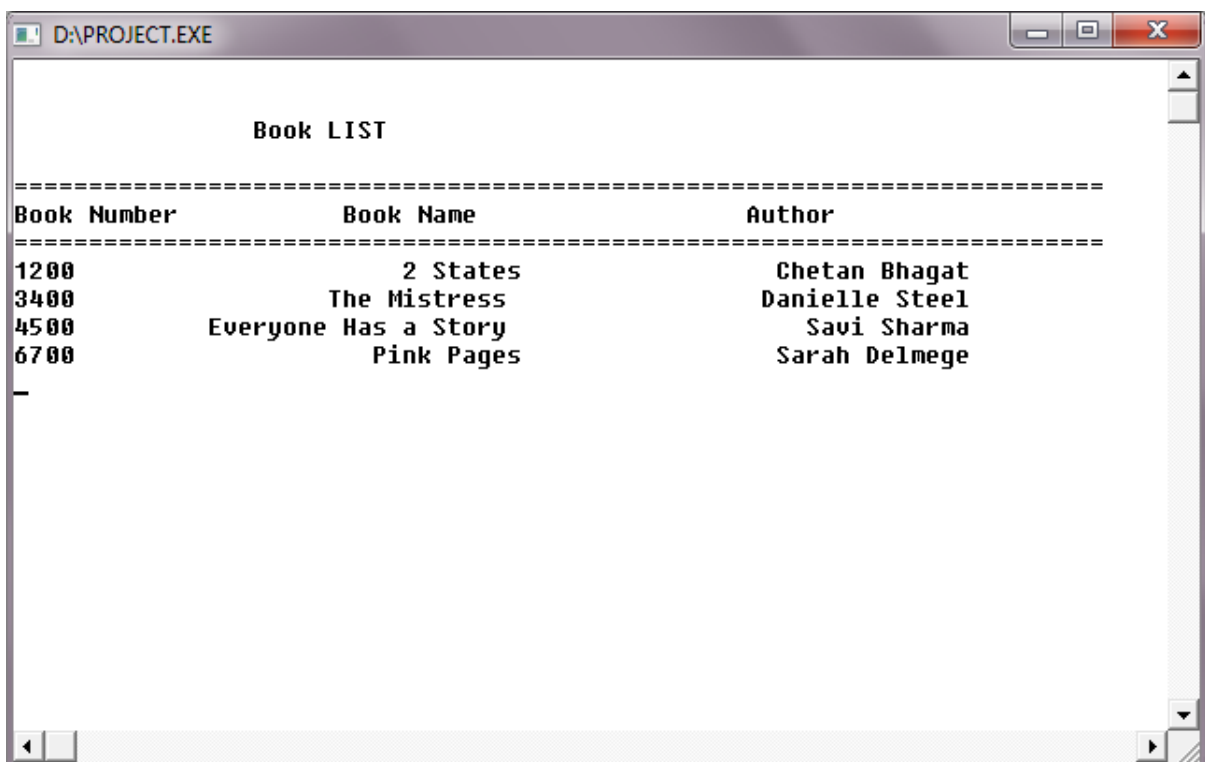 D:\PROJECT.EXE
Book LIST
=========================================================================
Book Number Book Name Author
=========================================================================
1200 2 States Chetan Bhagat
3400 The Mistress Danielle Steel
4500 Everyone Has a Story Savi Sharma
6700 Pink Pages Sarah Delmege